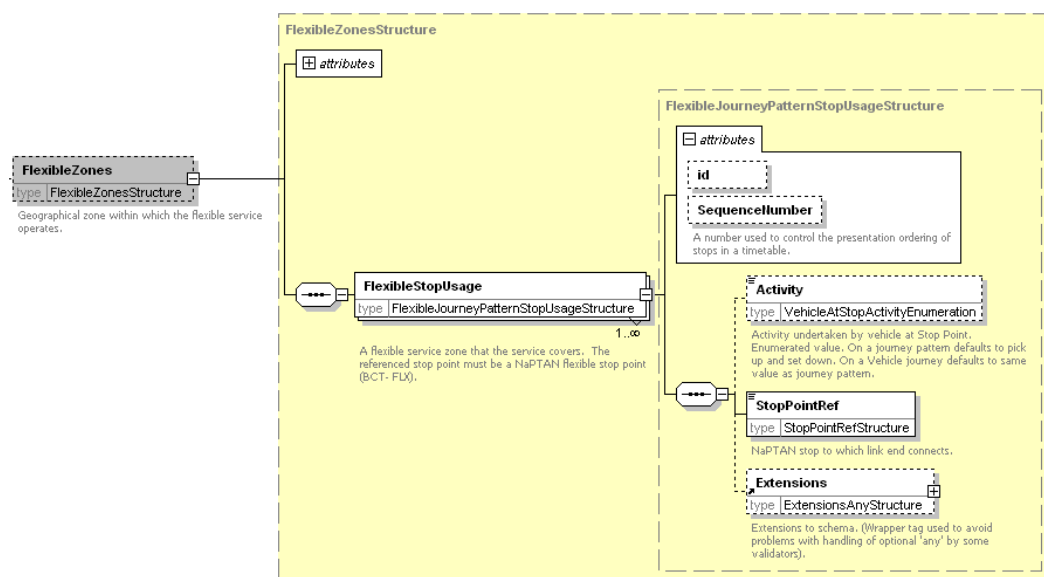 FlexibleZonesStructure
attributes
FlexibleJourneyPatternStopUsageStructure
attributes
FlexibleZones
type FlexibleZonesStructure
Geographical zone within which the flexible service
operates.
id
SequenceNumber
A number used to control the presentation ordering of
stops in a timetable.
FlexibleStopUsage
type FlexibleJourneyPatternStopUsageStructure
1..∞
A flexible service zone that the service covers. The
referenced stop point must be a NaPTAN flexible stop point
(BCT- FLX).
Activity
type VehicleAtStopActivityEnumeration
Activity undertaken by vehicle at Stop Point.
Enumerated value. On a journey pattern defaults to pick
up and set down. On a Vehicle journey defaults to same
value as journey pattern.
StopPointRef
type StopPointRefStructure
NaPTAN stop to which link end connects.
Extensions
type ExtensionsAnyStructure
Extensions to schema. (Wrapper tag used to avoid
problems with handling of optional 'any' by some
validators).